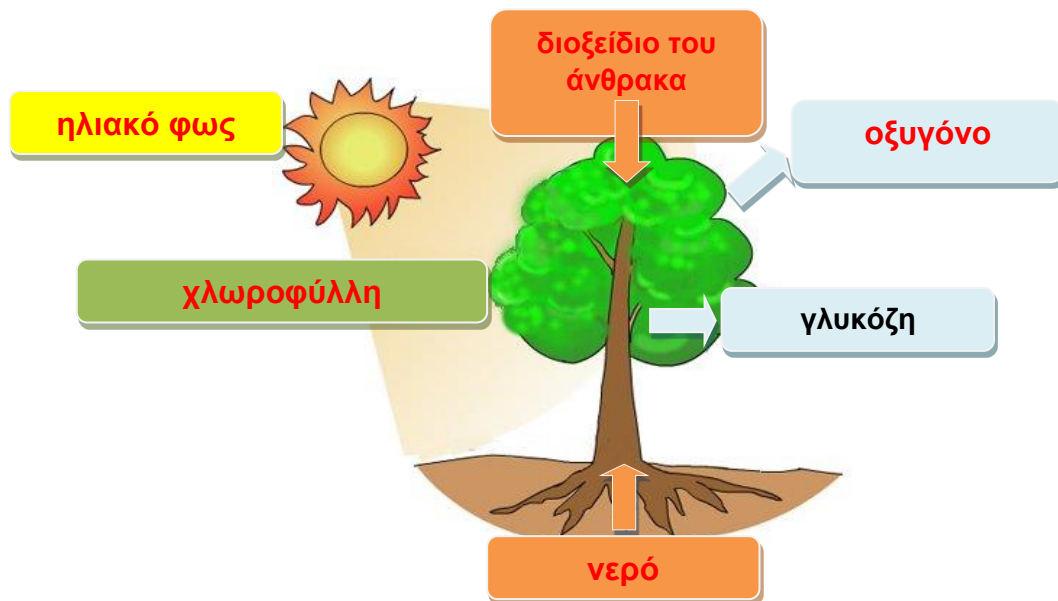 διοξείδιο του
άνθρακα
ηλιακό φως
οξυγόνο
χλωροφύλλη
γλυκόζη
νερό